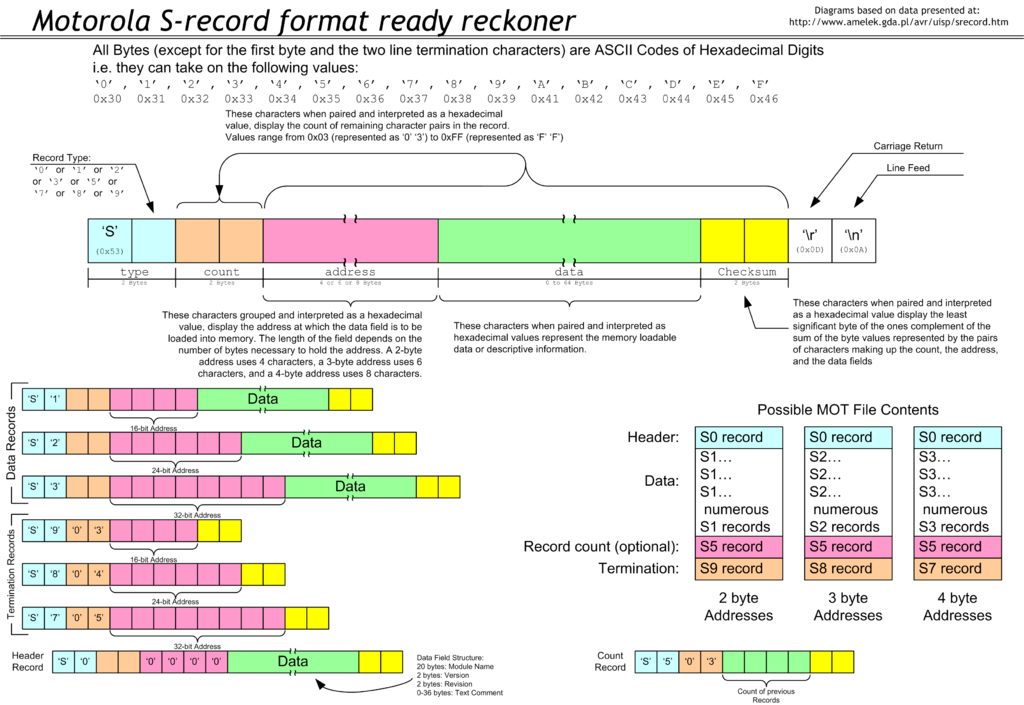 Motorola S-record format ready reckoner
Diagrams based on data presented at:
http://www.amelek.gda.pl/avr/uisp/srecord.htm
All Bytes (except for the first byte and the two line termination characters) are ASCII Codes of Hexadecimal Digits
i.e. they can take on the following values:
‘0’ , ‘1’ , ‘2’ , ‘3’ , ‘4’ , ‘5’ , ‘6’ , ‘7’ , ‘8’ , ‘9’ , ‘A’ , ‘B’ , ‘C’ , ‘D’ , ‘E’ , ‘F’
0x30 0x31 0x32 0x33 0x34 0x35 0x36 0x37 0x38 0x39 0x41 0x42 0x43 0x44 0x45 0x46
These characters when paired and interpreted as a hexadecimal
value, display the count of remaining character pairs in the record.
Values range from 0x03 (represented as ‘0’ ‘3’) to 0xFF (represented as ‘F’ ‘F’)
Record Type:
‘0’ or ‘1’ or ‘2’
or ‘3’ or ‘5’ or
‘7’ or ‘8’ or ‘9’
Carriage Return
Line Feed
‘S’
(0x53)
‘\r’
(0x0D)
‘\n’
(0x0A)
type
2 Bytes
count
2 Bytes
address
4 or 6 or 8 Bytes
data
0 to 64 Bytes
Checksum
2 Bytes
These characters grouped and interpreted as a hexadecimal
value, display the address at which the data field is to be
loaded into memory. The length of the field depends on the
number of bytes necessary to hold the address. A 2-byte
address uses 4 characters, a 3-byte address uses 6
characters, and a 4-byte address uses 8 characters.
These characters when paired and interpreted as
hexadecimal values represent the memory loadable
data or descriptive information.
These characters when paired and interpreted
as a hexadecimal value display the least
significant byte of the ones complement of the
sum of the byte values represented by the pairs
of characters making up the count, the address,
and the data fields
Data Records
‘S’ ‘1’ Data
16-bit Address
‘S’ ‘2’ Data
24-bit Address
‘S’ ‘3’ Data
32-bit Address
Termination Records
‘S’ ‘9’ ‘0’ ‘3’
16-bit Address
‘S’ ‘8’ ‘0’ ‘4’
24-bit Address
‘S’ ‘7’ ‘0’ ‘5’
32-bit Address
Header
Record
‘S’ ‘0’ ‘0’ ‘0’ ‘0’ ‘0’ Data
Data Field Structure:
20 bytes: Module Name
2 bytes: Version
2 bytes: Revision
0-36 bytes: Text Comment
Possible MOT File Contents
Header: S0 record S0 record S0 record
S1… S2… S3…
Data: S1… S2… S3…
S1… S2… S3…
numerous numerous numerous
S1 records S2 records S3 records
Record count (optional): S5 record S5 record S5 record
Termination: S9 record S8 record S7 record
2 byte 3 byte 4 byte
Addresses Addresses Addresses
Count
Record
‘S’ ‘5’ ‘0’ ‘3’
Count of previous
Records